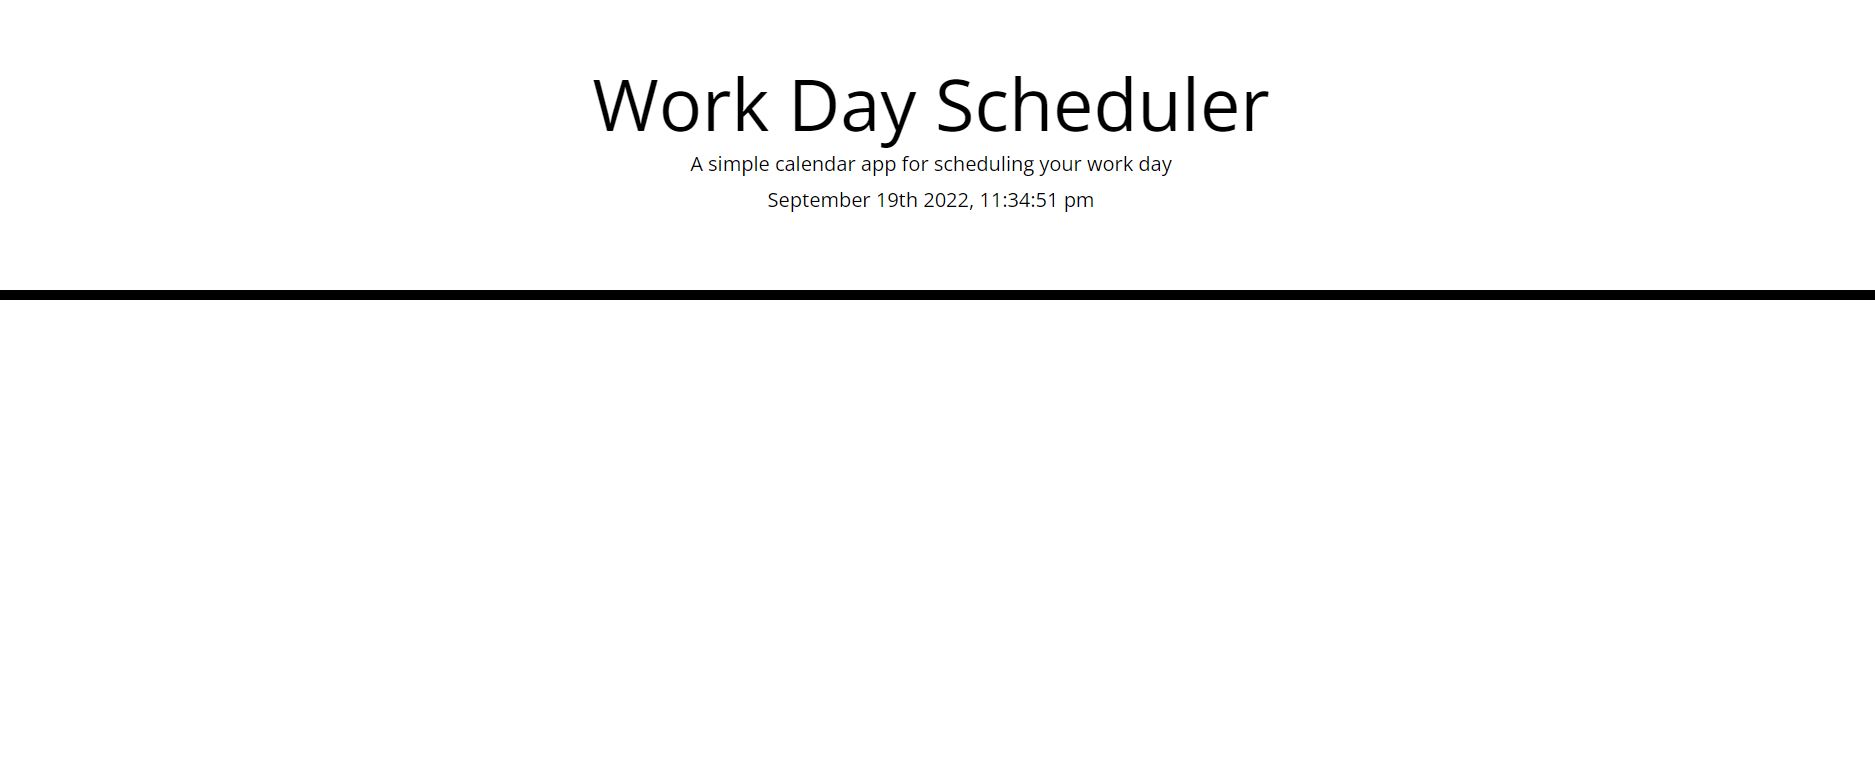 Work Day Scheduler
A simple calendar app for scheduling your work day
September 19th 2022, 11:34:51 pm